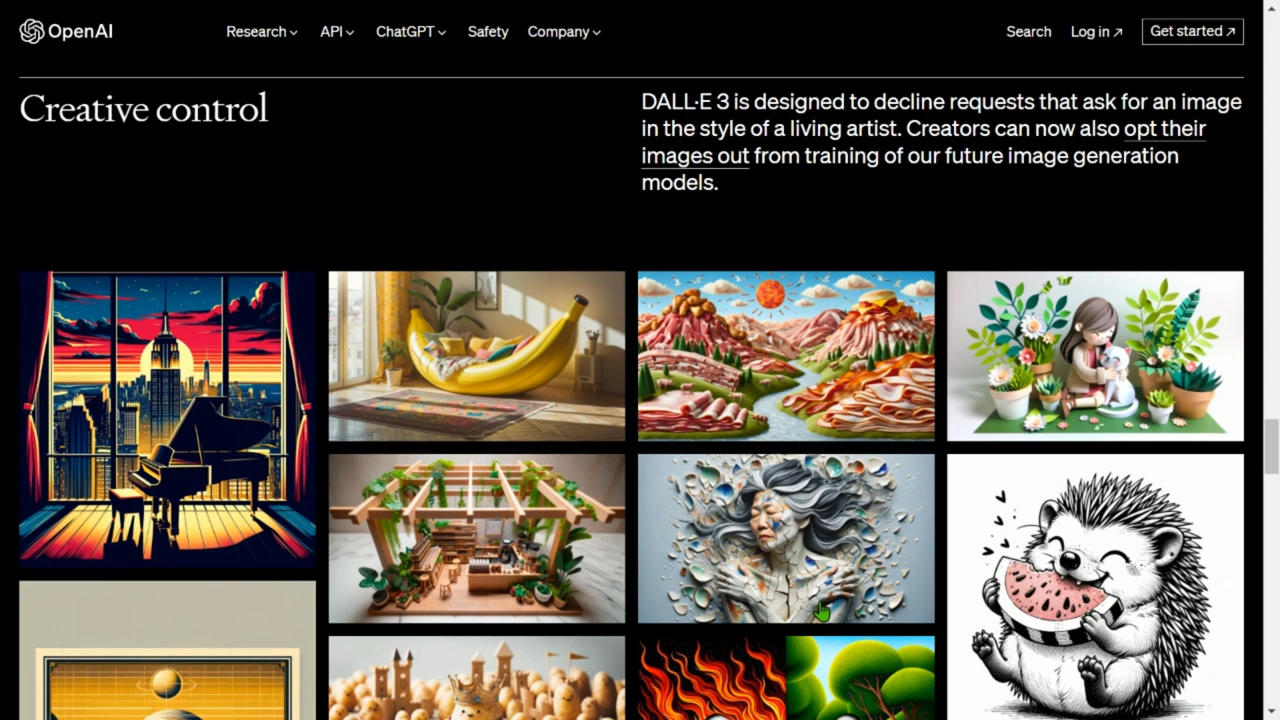 OpenAI Research API ChatGPT Safety Company Search Log in ↗ Get started ↗
Creative control
DALL·E 3 is designed to decline requests that ask for an image
in the style of a living artist. Creators can now also opt their
images out from training of our future image generation
models.